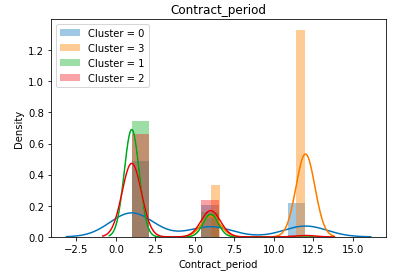 Contract_period
Cluster = 0
Cluster = 3
Cluster = 1
Cluster = 2
Density
1.2
1.0
0.8
0.6
0.4
0.2
0.0
−2.5 0.0 2.5 5.0 7.5 10.0 12.5 15.0
Contract_period